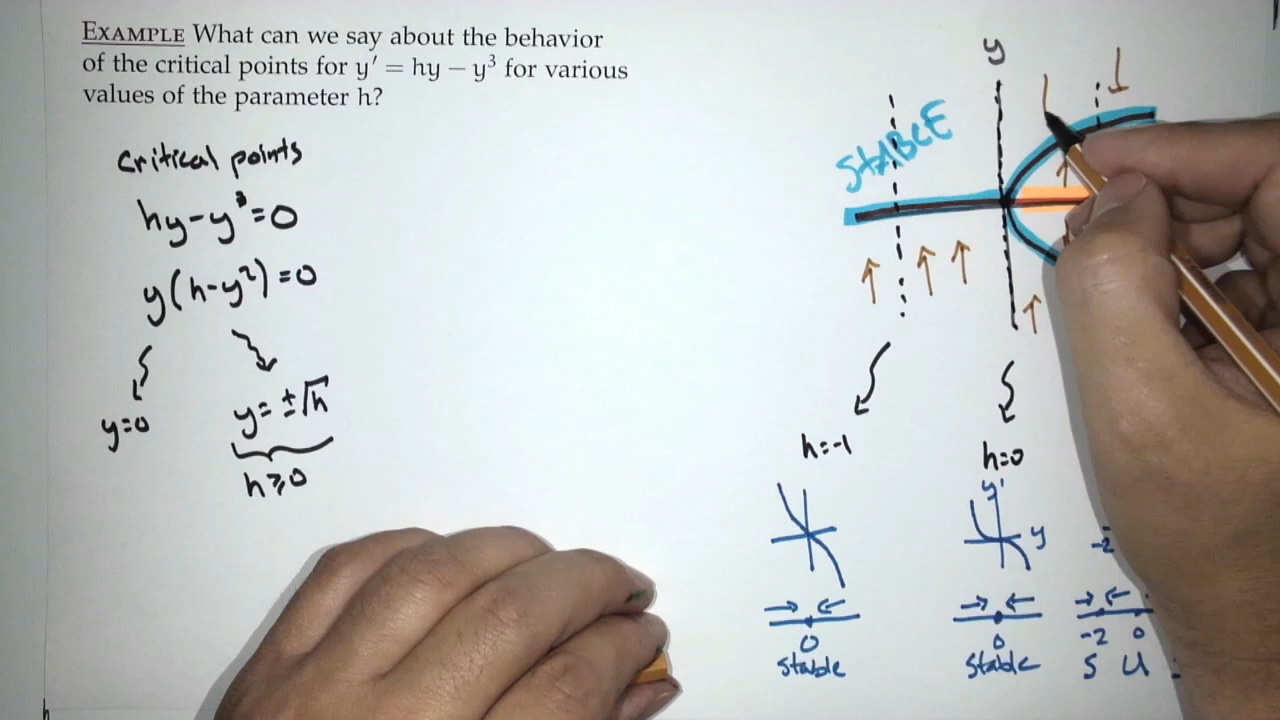 EXAMPLE What can we say about the behavior
of the critical points for y′ = hy − y³ for various
values of the parameter h?
critical points
hy-y³=0
y(h-y²)=0
y=0
y=±√h
h≥0
y
STABLE
h=-1
h=0
y'
y
-2
0
stable
0
stable
-2 0
S U